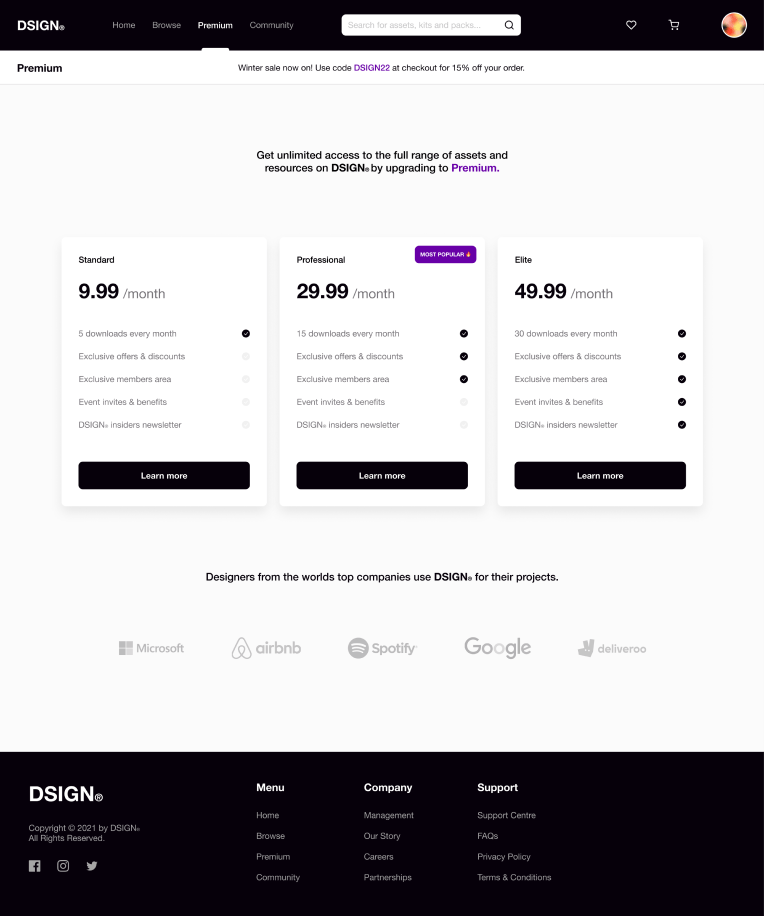 DSIGN®
Home Browse Premium Community
Search for assets, kits and packs...
Premium
Winter sale now on! Use code DSIGN22 at checkout for 15% off your order.
Get unlimited access to the full range of assets and
resources on DSIGN® by upgrading to Premium.
Standard
9.99 /month
5 downloads every month
Exclusive offers & discounts
Exclusive members area
Event invites & benefits
DSIGN® insiders newsletter
Learn more
Professional
MOST POPULAR 🔥
29.99 /month
15 downloads every month
Exclusive offers & discounts
Exclusive members area
Event invites & benefits
DSIGN® insiders newsletter
Learn more
Elite
49.99 /month
30 downloads every month
Exclusive offers & discounts
Exclusive members area
Event invites & benefits
DSIGN® insiders newsletter
Learn more
Designers from the worlds top companies use DSIGN® for their projects.
Microsoft
airbnb
Spotify
Google
deliveroo
DSIGN®
Copyright © 2021 by DSIGN®
All Rights Reserved.
Menu
Home
Browse
Premium
Community
Company
Management
Our Story
Careers
Partnerships
Support
Support Centre
FAQs
Privacy Policy
Terms & Conditions